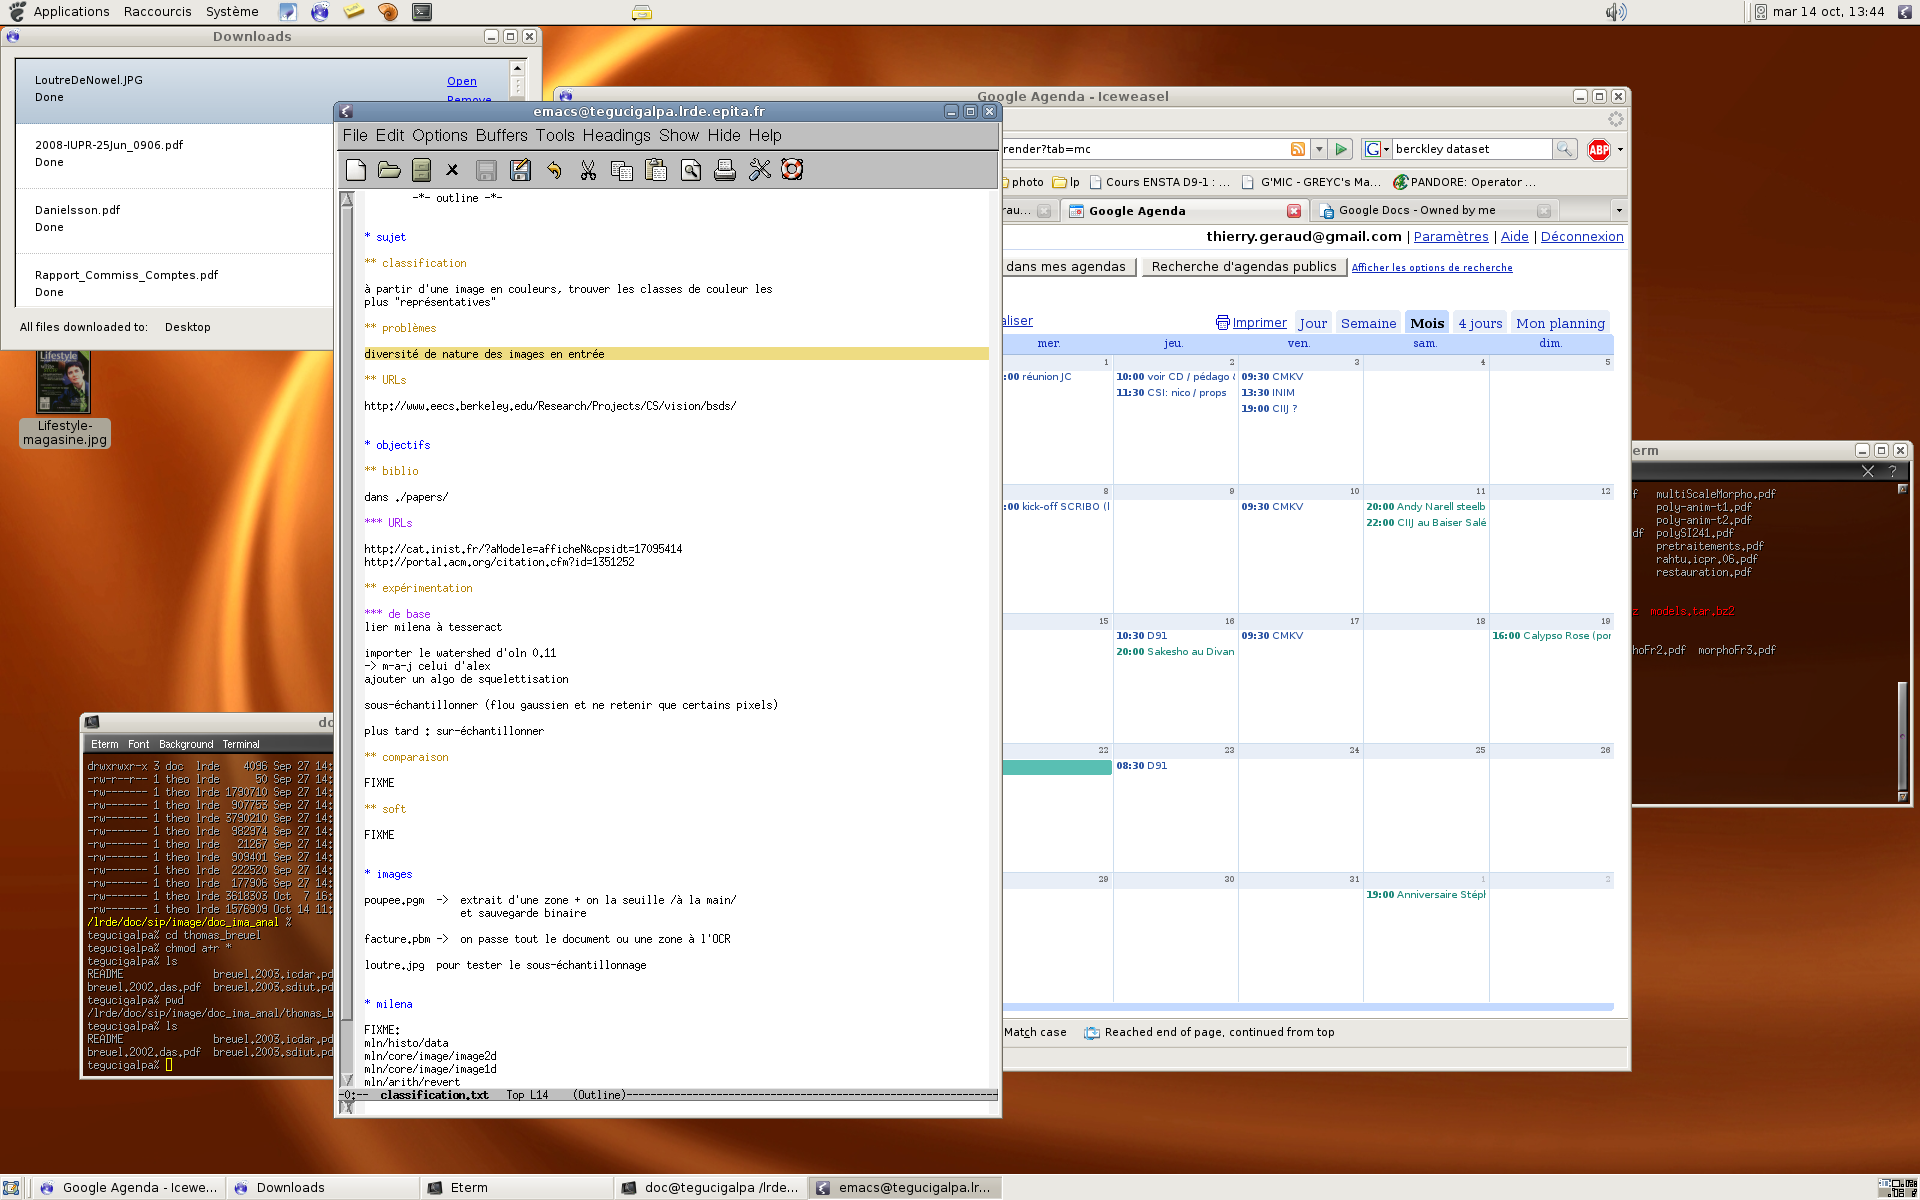 Applications Raccourcis Système
mar 14 oct, 13:44
Downloads
LoutreDeNowel.JPG
Done
Open
Remove
2008-IUPR-25Jun_0906.pdf
Done
Danielsson.pdf
Done
Rapport_Commiss_Comptes.pdf
Done
All files downloaded to: Desktop
Lifestyle
Lifestyle-
magasine.jpg
emacs@tegucigalpa.lrde.epita.fr
File Edit Options Buffers Tools Headings Show Hide Help
-*- outline -*-
* sujet
** classification
à partir d'une image en couleurs, trouver les classes de couleur les
plus "représentatives"
** problèmes
diversité de nature des images en entrée
** URLs
http://www.eecs.berkeley.edu/Research/Projects/CS/vision/bsds/
* objectifs
** biblio
dans ./papers/
*** URLs
http://cat.inist.fr/?aModele=afficheN&cpsidt=17095414
http://portal.acm.org/citation.cfm?id=1351252
** expérimentation
*** de base
lier milena à tesseract
importer le watershed d'oln 0.11
-> m-a-j celui d'alex
ajouter un algo de squelettisation
sous-échantillonner (flou gaussien et ne retenir que certains pixels)
plus tard : sur-échantillonner
** comparaison
FIXME
** soft
FIXME
* images
poupee.pgm -> extrait d'une zone + on la seuille /à la main/
et sauvegarde binaire
facture.pbm -> on passe tout le document ou une zone à l'OCR
loutre.jpg pour tester le sous-échantillonnage
* milena
FIXME:
mln/histo/data
mln/core/image/image2d
mln/core/image/image1d
mln/arith/revert
-0:-- classification.txt Top L14 (Outline)
Google Agenda - Iceweasel
render?tab=mc
G berckley dataset
ABP
photo lp Cours ENSTA D9-1 : ... G'MIC - GREYC's Ma... PANDORE: Operator ...
rau... Google Agenda Google Docs - Owned by me
thierry.geraud@gmail.com | Paramètres | Aide | Déconnexion
dans mes agendas Recherche d'agendas publics Afficher les options de recherche
aliser Imprimer Jour Semaine Mois 4 jours Mon planning
mer. jeu. ven. sam. dim.
1 2 3 4 5
:00 réunion JC 10:00 voir CD / pédago 09:30 CMKV
11:30 CSI: nico / props 13:30 INIM
19:00 CIIJ ?
8 9 10 11 12
:00 kick-off SCRIBO 09:30 CMKV 20:00 Andy Narell steelb
22:00 CIIJ au Baiser Salé
15 16 17 18 19
10:30 D91 09:30 CMKV 16:00 Calypso Rose (por
20:00 Sakesho au Divan
22 23 24 25 26
08:30 D91
29 30 31 1 2
19:00 Anniversaire Stéph
Match case Reached end of page, continued from top
erm
f multiScaleMorpho.pdf
poly-anim-t1.pdf
poly-anim-t2.pdf
df polySI241.pdf
pretraitements.pdf
rahtu.icpr.06.pdf
restauration.pdf
z models.tar.bz2
hoFr2.pdf morphoFr3.pdf
do
Eterm Font Background Terminal
drwxrwxr-x 3 doc lrde 4096 Sep 27 14:
-rw-r--r-- 1 theo lrde 50 Sep 27 14:
-rw------- 1 theo lrde 1790710 Sep 27 14:
-rw------- 1 theo lrde 907753 Sep 27 14:
-rw------- 1 theo lrde 3790210 Sep 27 14:
-rw------- 1 theo lrde 982974 Sep 27 14:
-rw------- 1 theo lrde 21267 Sep 27 14:
-rw------- 1 theo lrde 909401 Sep 27 14:
-rw------- 1 theo lrde 222520 Sep 27 14:
-rw------- 1 theo lrde 177906 Sep 27 14:
-rw------- 1 theo lrde 3618303 Oct 7 16:
-rw------- 1 theo lrde 1576909 Oct 14 11:
/lrde/doc/sip/image/doc_ima_anal %
tegucigalpa% cd thomas_breuel
tegucigalpa% chmod a+r *
tegucigalpa% ls
README breuel.2003.icdar.pd
breuel.2002.das.pdf breuel.2003.sdiut.pd
tegucigalpa% pwd
/lrde/doc/sip/image/doc_ima_anal/thomas_b
tegucigalpa% ls
README breuel.2003.icdar.pd
breuel.2002.das.pdf breuel.2003.sdiut.pd
tegucigalpa%
Google Agenda - Icewe... Downloads Eterm doc@tegucigalpa /lrde... emacs@tegucigalpa.lr...